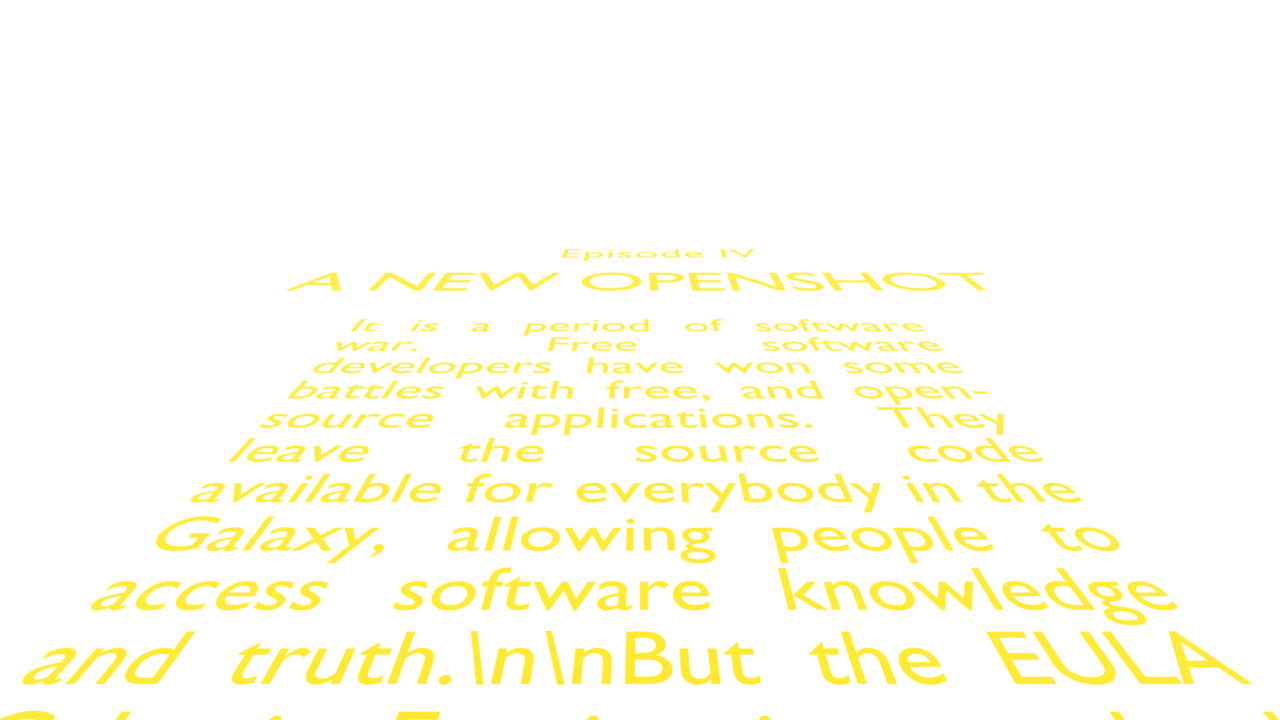 Episode IV
A NEW OPENSHOT
It is a period of software
war. Free software
developers have won some
battles with free, and open-
source applications. They
leave the source code
available for everybody in the
Galaxy, allowing people to
access software knowledge
and truth.\n\nBut the EULA